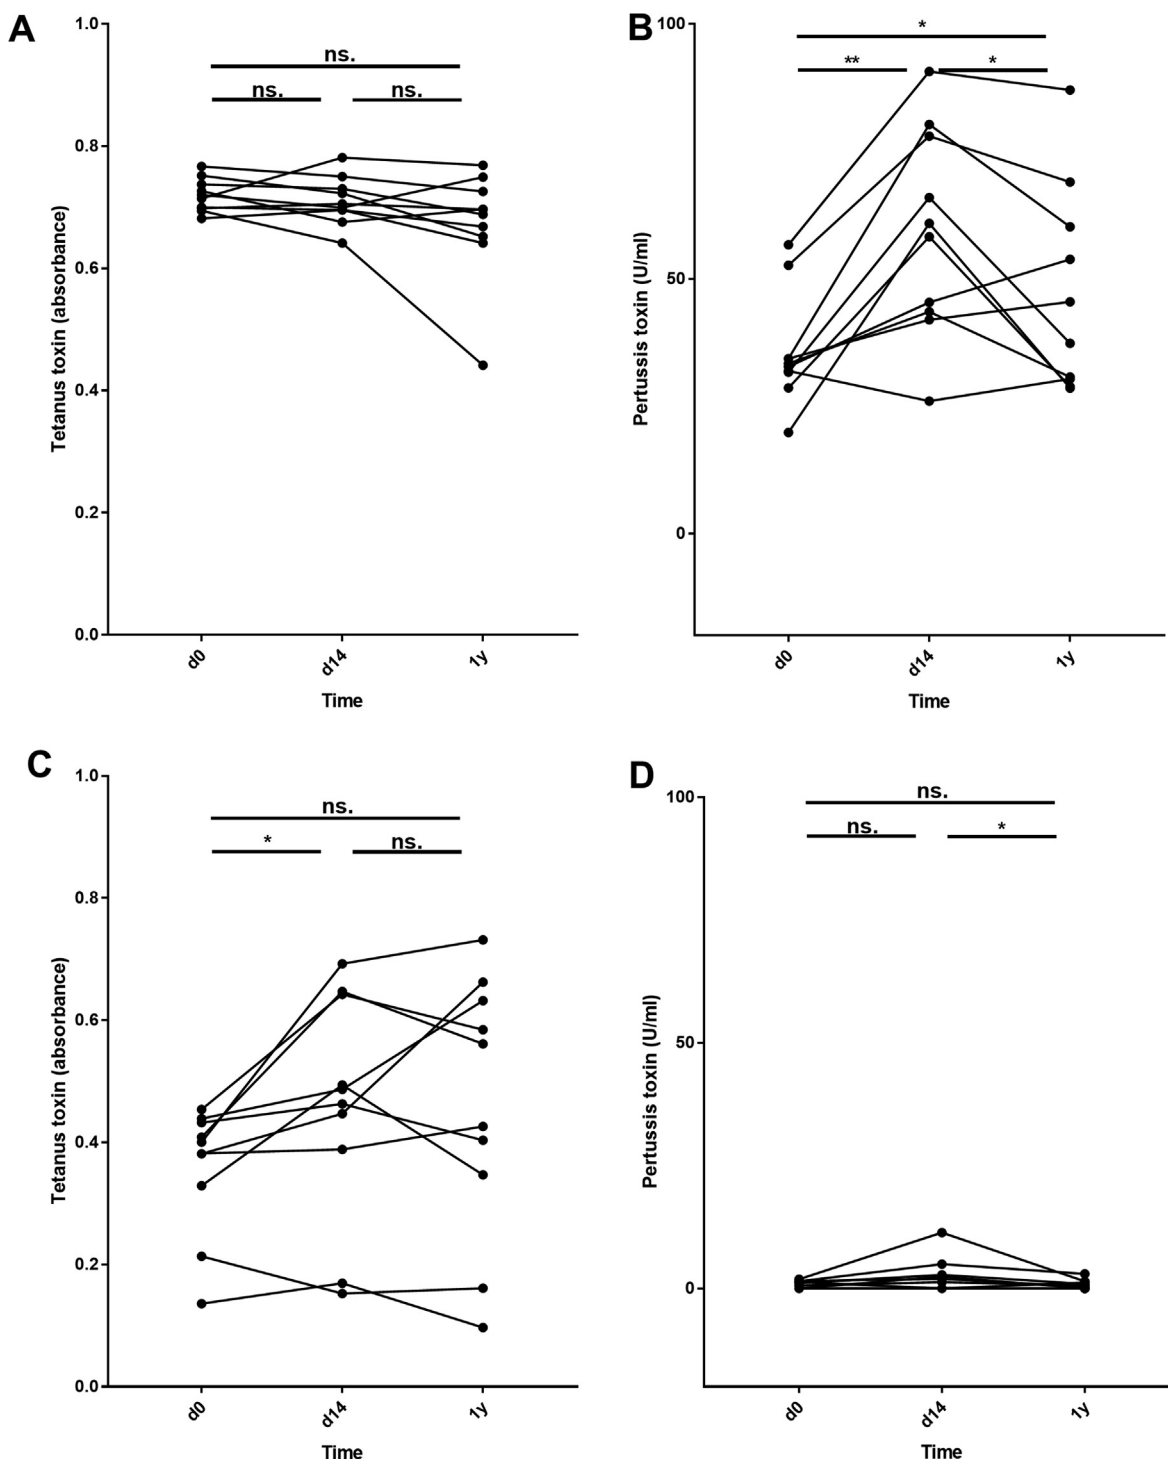 A
1.0
ns.
ns.
ns.
0.8
0.6
0.4
0.2
0.0
Tetanus toxin (absorbance)
d0
d14
1y
Time
B
100
*
**
*
50
0
Pertussis toxin (U/ml)
d0
d14
1y
Time
C
1.0
ns.
*
ns.
0.8
0.6
0.4
0.2
0.0
Tetanus toxin (absorbance)
d0
d14
1y
Time
D
100
ns.
ns.
*
50
0
Pertussis toxin (U/ml)
d0
d14
1y
Time